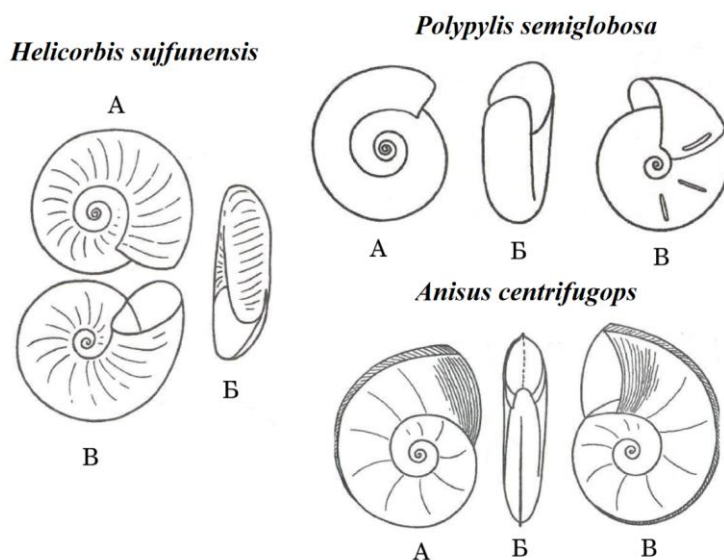 Helicorbis sujfunensis
А
Б
В
Polypylis semiglobosa
А
Б
В
Anisus centrifugops
А
Б
В